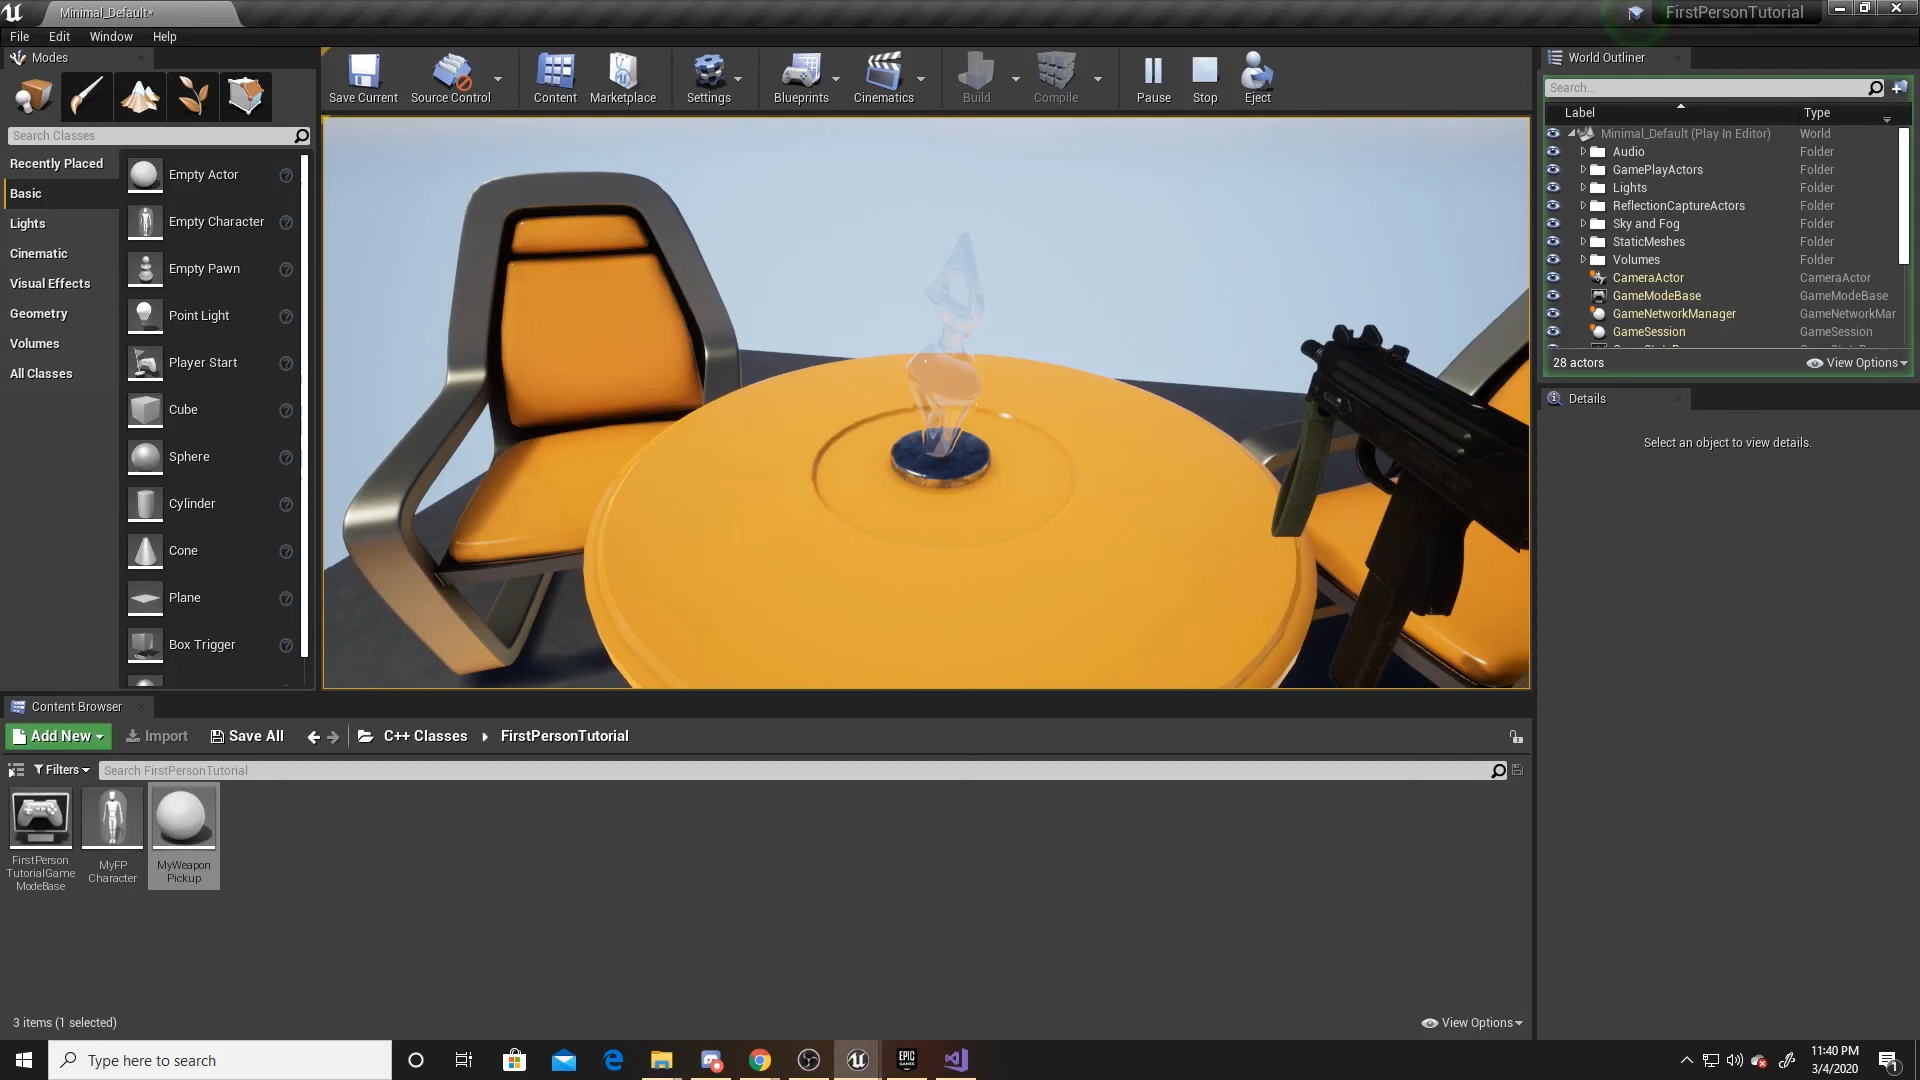 Minimal_Default*
FirstPersonTutorial
File Edit Window Help
Modes
Search Classes
Recently Placed
Basic
Lights
Cinematic
Visual Effects
Geometry
Volumes
All Classes
Empty Actor
Empty Character
Empty Pawn
Point Light
Player Start
Cube
Sphere
Cylinder
Cone
Plane
Box Trigger
Save Current Source Control Content Marketplace Settings Blueprints Cinematics Build Compile Pause Stop Eject
World Outliner
Search...
Label Type
Minimal_Default (Play In Editor) World
Audio Folder
GamePlayActors Folder
Lights Folder
ReflectionCaptureActors Folder
Sky and Fog Folder
StaticMeshes Folder
Volumes Folder
CameraActor CameraActor
GameModeBase GameModeBase
GameNetworkManager GameNetworkMar
GameSession GameSession
28 actors View Options
Details
Select an object to view details.
Content Browser
Add New Import Save All C++ Classes FirstPersonTutorial
Filters Search FirstPersonTutorial
FirstPerson
TutorialGame
ModeBase
MyFP
Character
MyWeapon
Pickup
3 items (1 selected) View Options
Type here to search
EPIC
GAMES
11:40 PM
3/4/2020
1